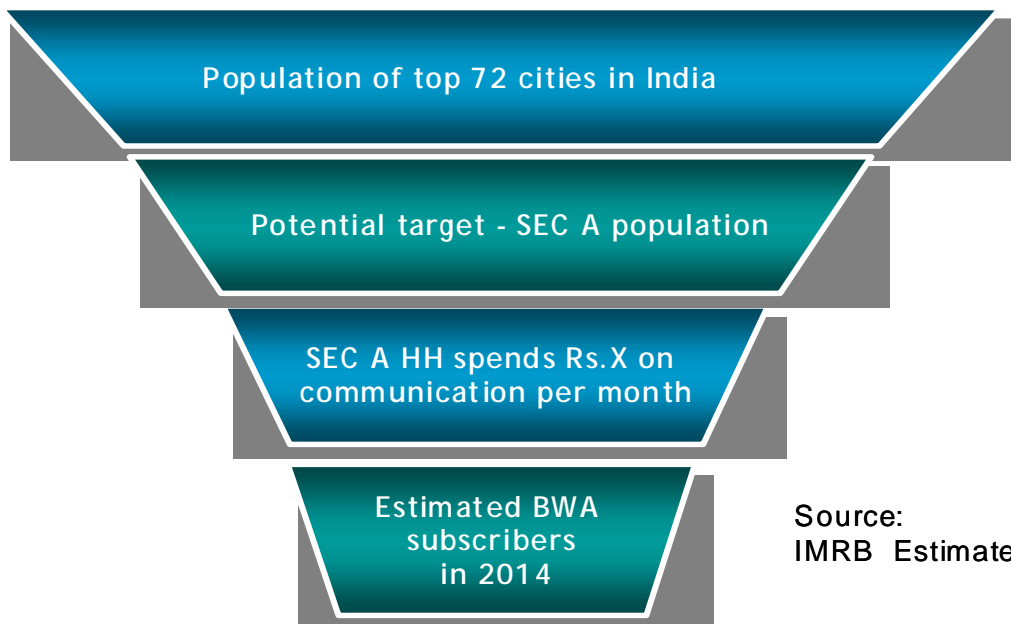 Population of top 72 cities in India
Potential target - SEC A population
SEC A HH spends Rs.X on
communication per month
Estimated BWA
subscribers
in 2014
Source:
IMRB Estimate